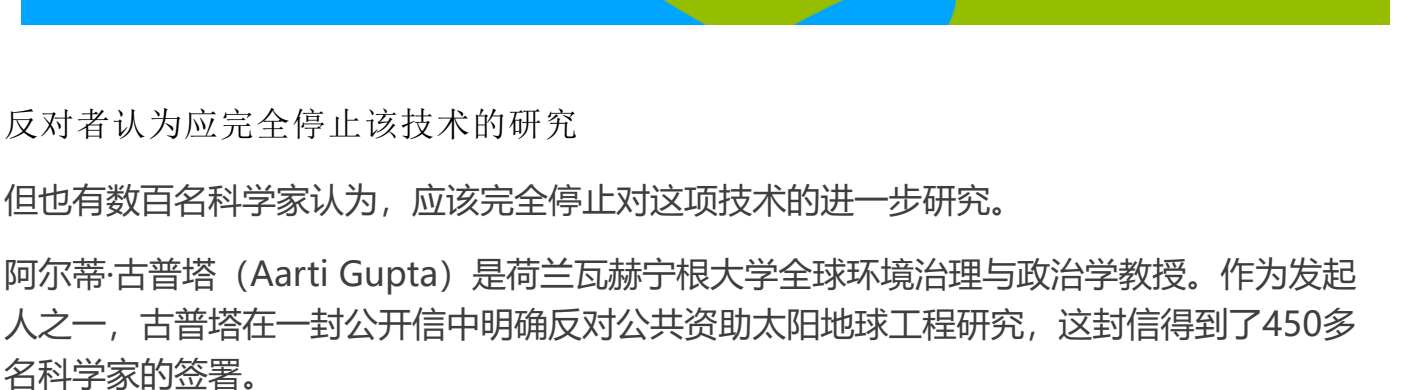 反对者认为应完全停止该技术的研究
但也有数百名科学家认为，应该完全停止对这项技术的进一步研究。
阿尔蒂·古普塔（Aarti Gupta）是荷兰瓦赫宁根大学全球环境治理与政治学教授。作为发起
人之一，古普塔在一封公开信中明确反对公共资助太阳地球工程研究，这封信得到了450多
名科学家的签署。